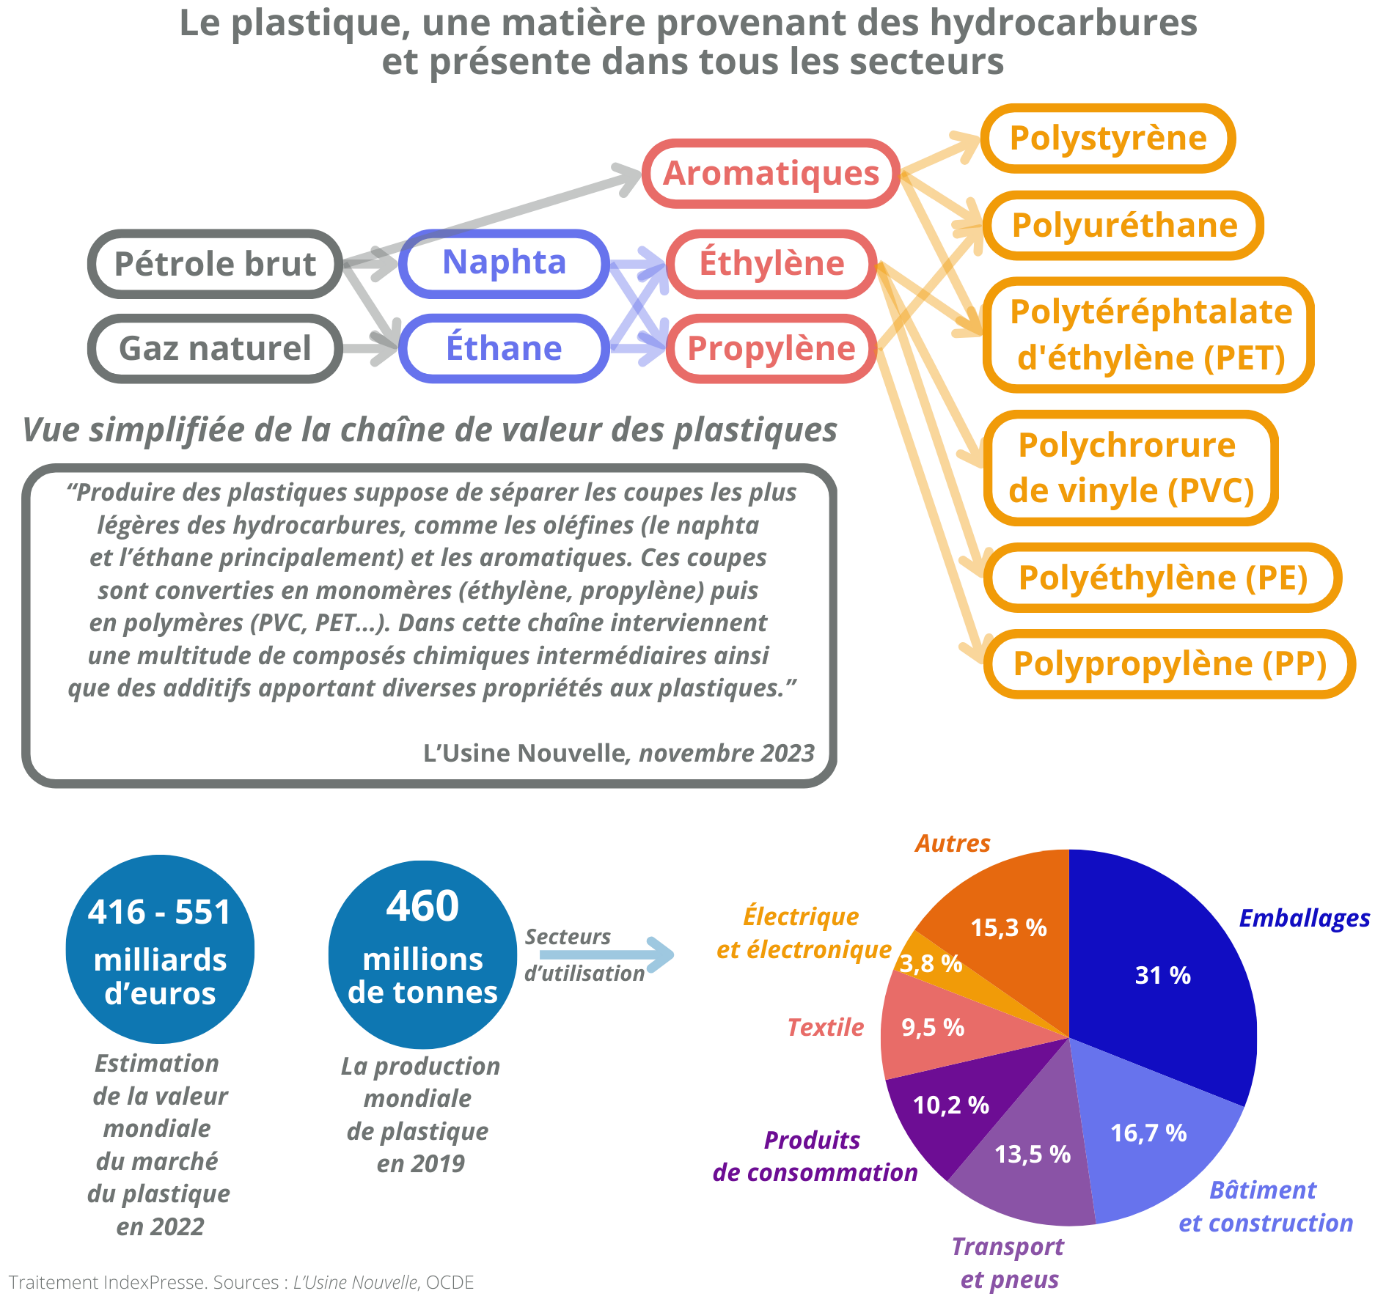 Le plastique, une matière provenant des hydrocarbures
et présente dans tous les secteurs
Pétrole brut
Gaz naturel
Naphta
Éthane
Aromatiques
Éthylène
Propylène
Polystyrène
Polyuréthane
Polytéréphtalate
d'éthylène (PET)
Polychrorure
de vinyle (PVC)
Polyéthylène (PE)
Polypropylène (PP)
Vue simplifiée de la chaîne de valeur des plastiques
“Produire des plastiques suppose de séparer les coupes les plus
légères des hydrocarbures, comme les oléfines (le naphta
et l’éthane principalement) et les aromatiques. Ces coupes
sont converties en monomères (éthylène, propylène) puis
en polymères (PVC, PET...). Dans cette chaîne interviennent
une multitude de composés chimiques intermédiaires ainsi
que des additifs apportant diverses propriétés aux plastiques.”
L’Usine Nouvelle, novembre 2023
416 - 551
milliards
d’euros
Estimation
de la valeur
mondiale
du marché
du plastique
en 2022
460
millions
de tonnes
La production
mondiale
de plastique
en 2019
Secteurs
d’utilisation
Autres
15,3 %
Électrique
et électronique
3,8 %
Textile
9,5 %
Produits
de consommation
10,2 %
Transport
et pneus
13,5 %
Bâtiment
et construction
16,7 %
Emballages
31 %
Traitement IndexPresse. Sources : L’Usine Nouvelle, OCDE